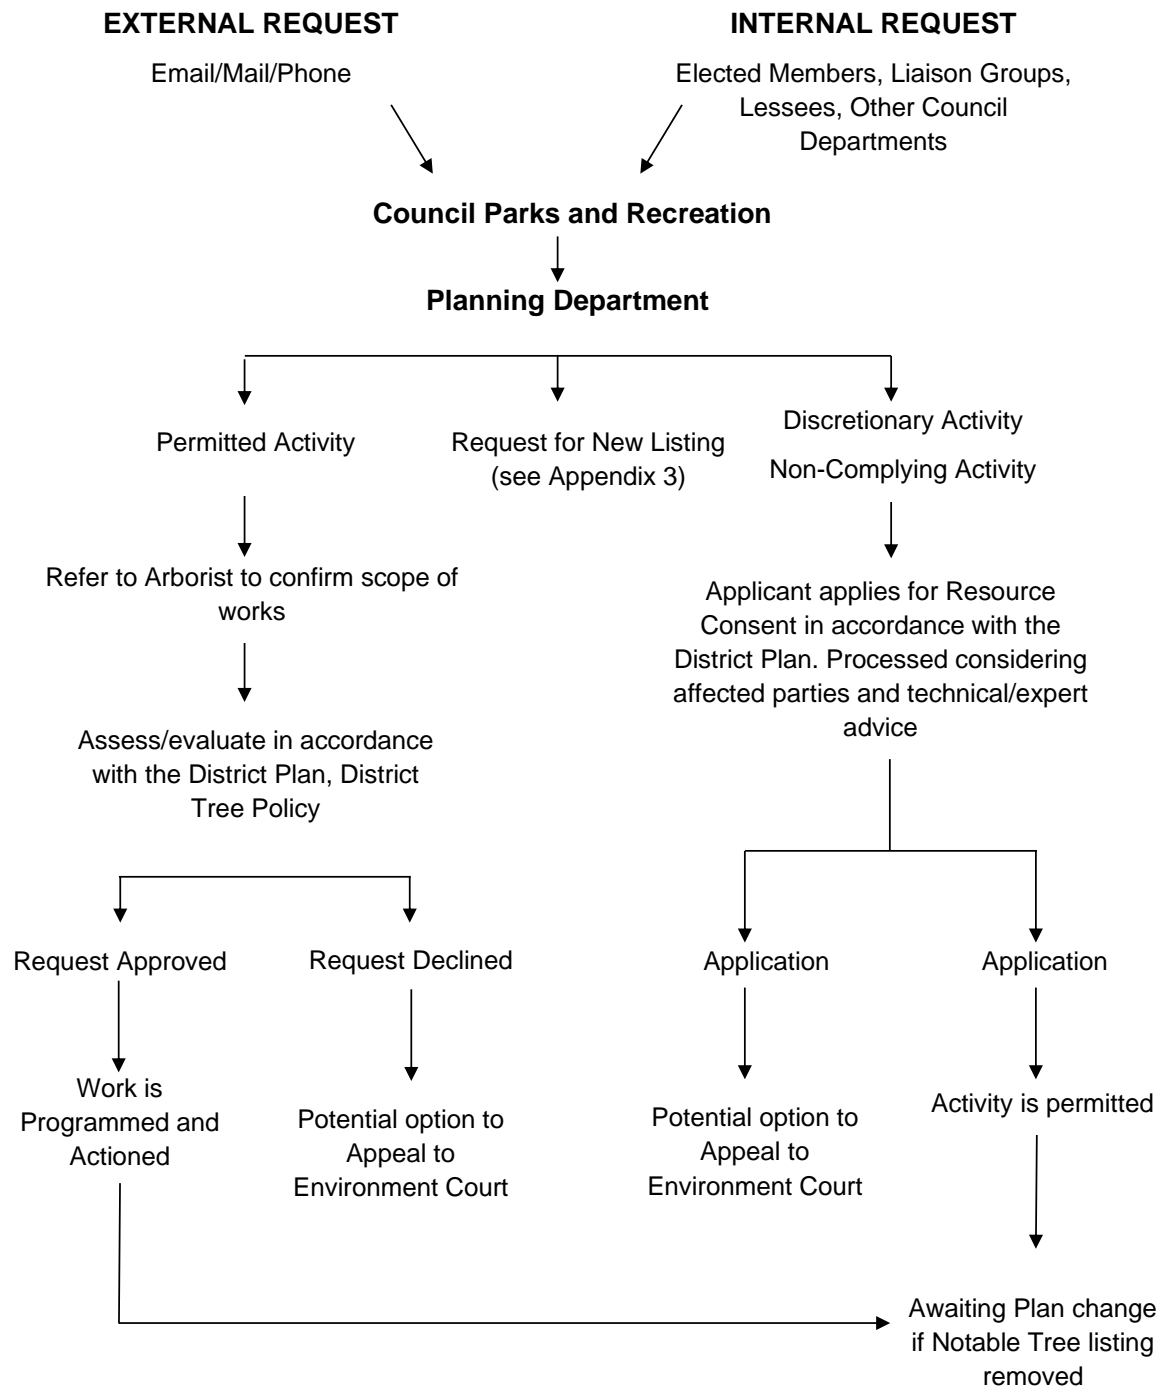 EXTERNAL REQUEST
INTERNAL REQUEST
Email/Mail/Phone
Elected Members, Liaison Groups,
Lessees, Other Council
Departments
Council Parks and Recreation
Planning Department
Permitted Activity
Request for New Listing
(see Appendix 3)
Discretionary Activity
Non-Complying Activity
Refer to Arborist to confirm scope of
works
Applicant applies for Resource
Consent in accordance with the
District Plan. Processed considering
affected parties and technical/expert
advice
Assess/evaluate in accordance
with the District Plan, District
Tree Policy
Request Approved
Request Declined
Application
Application
Work is
Programmed and
Actioned
Potential option to
Appeal to
Environment Court
Potential option to
Appeal to
Environment Court
Activity is permitted
Awaiting Plan change
if Notable Tree listing
removed